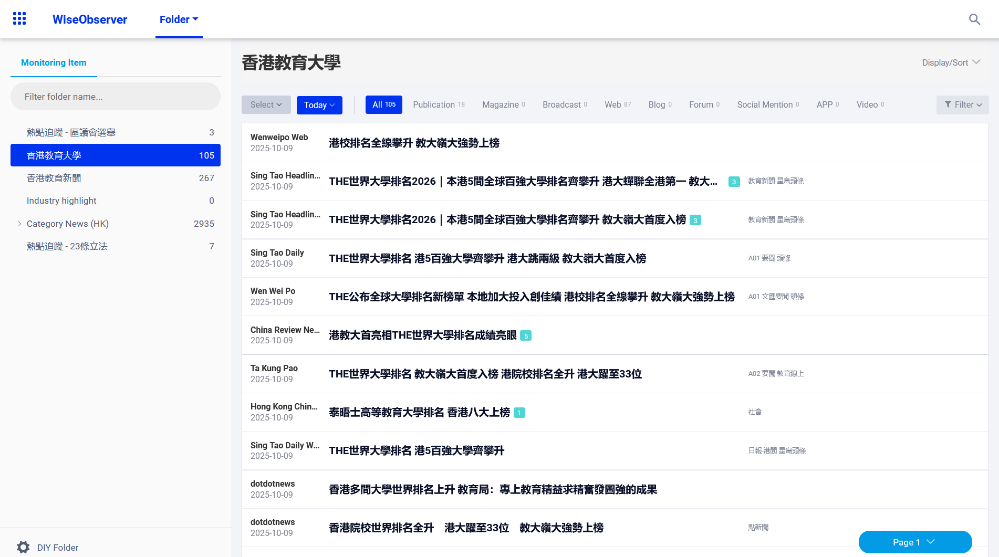 WiseObserver
Folder
Monitoring Item
Filter folder name...
熱點追蹤 - 區議會選舉 3
香港教育大學 105
香港教育新聞 267
Industry highlight 0
Category News (HK) 2935
熱點追蹤 - 23條立法 7
DIY Folder
香港教育大學
Display/Sort
Select Today All 105 Publication 18 Magazine 0 Broadcast 0 Web 87 Blog 0 Forum 0 Social Mention 0 APP 0 Video 0 Filter
Wenweipo Web
2025-10-09
港校排名全線攀升 教大嶺大強勢上榜
Sing Tao Headlin...
2025-10-09
THE世界大學排名2026｜本港5間全球百強大學排名齊攀升 港大蟬聯全港第一 教大... 3
教育新聞 星島頭條
Sing Tao Headlin...
2025-10-09
THE世界大學排名2026｜本港5間全球百強大學排名齊攀升 教大嶺大首度入榜 3
教育新聞 星島頭條
Sing Tao Daily
2025-10-09
THE世界大學排名 港5百強大學齊攀升 港大跳兩級 教大嶺大首度入榜
A01 要聞 頭條
Wen Wei Po
2025-10-09
THE公布全球大學排名新榜單 本地加大投入創佳績 港校排名全線攀升 教大嶺大強勢上榜
A01 文匯要聞 頭條
China Review Ne...
2025-10-09
港教大首亮相THE世界大學排名成績亮眼 5
Ta Kung Pao
2025-10-09
THE世界大學排名 教大嶺大首度入榜 港院校排名全升 港大躍至33位
A02 要聞 教育線上
Hong Kong Chin...
2025-10-09
泰晤士高等教育大學排名 香港八大上榜 1
社會
Sing Tao Daily W...
2025-10-09
THE世界大學排名 港5百強大學齊攀升
日報-港聞 星島頭條
dotdotnews
2025-10-09
香港多間大學世界排名上升 教育局：專上教育精益求精奮發圖強的成果
dotdotnews
2025-10-09
香港院校世界排名全升　港大躍至33位　教大嶺大強勢上榜
點新聞
Page 1